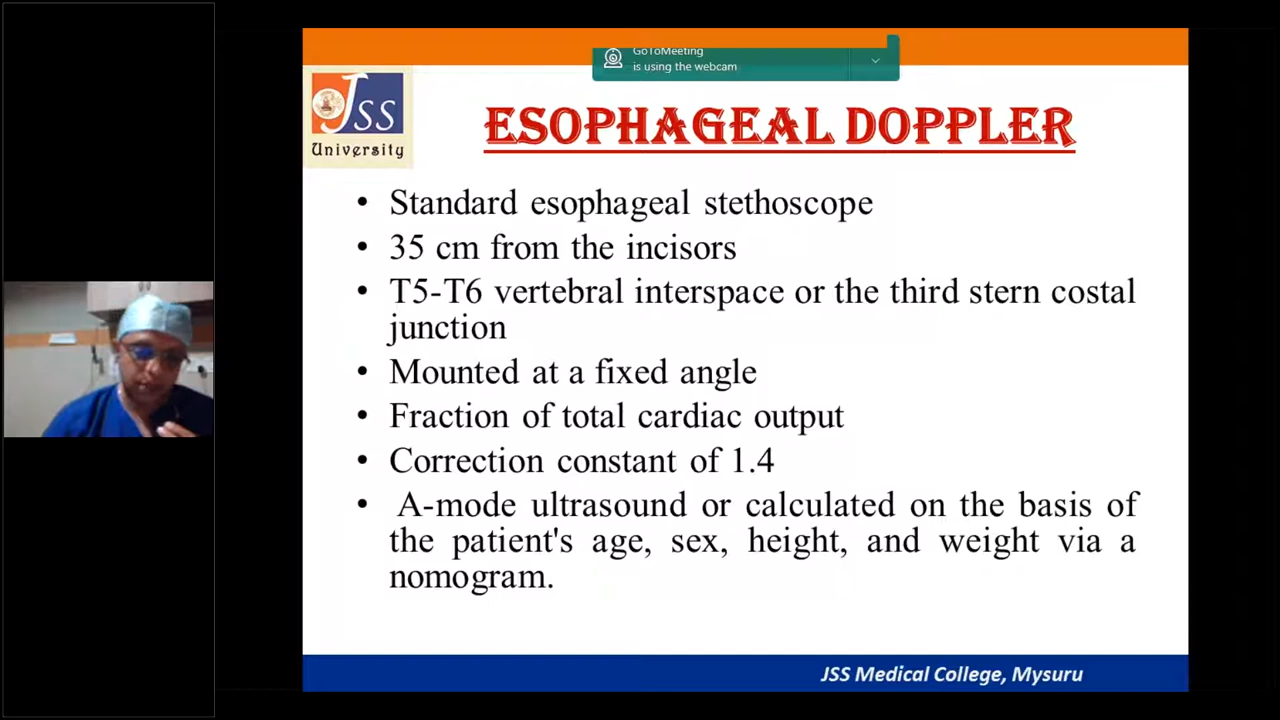 GoToMeeting
is using the webcam
JSS
University
ESOPHAGEAL DOPPLER
• Standard esophageal stethoscope
• 35 cm from the incisors
• T5-T6 vertebral interspace or the third stern costal
junction
• Mounted at a fixed angle
• Fraction of total cardiac output
• Correction constant of 1.4
• A-mode ultrasound or calculated on the basis of
the patient's age, sex, height, and weight via a
nomogram.
JSS Medical College, Mysuru